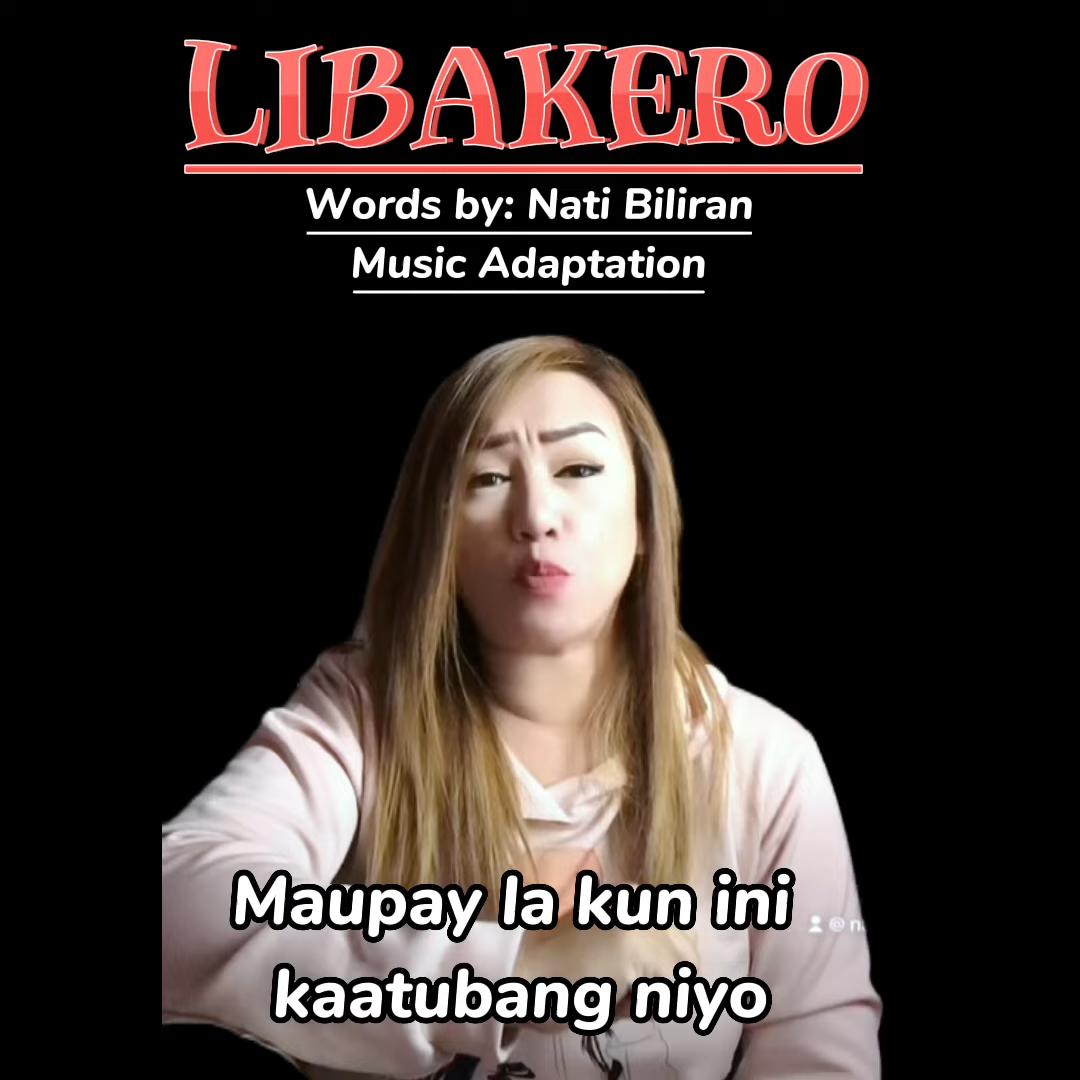 LIBAKERO
Words by: Nati Biliran
Music Adaptation
Maupay la kun ini
kaatubang niyo